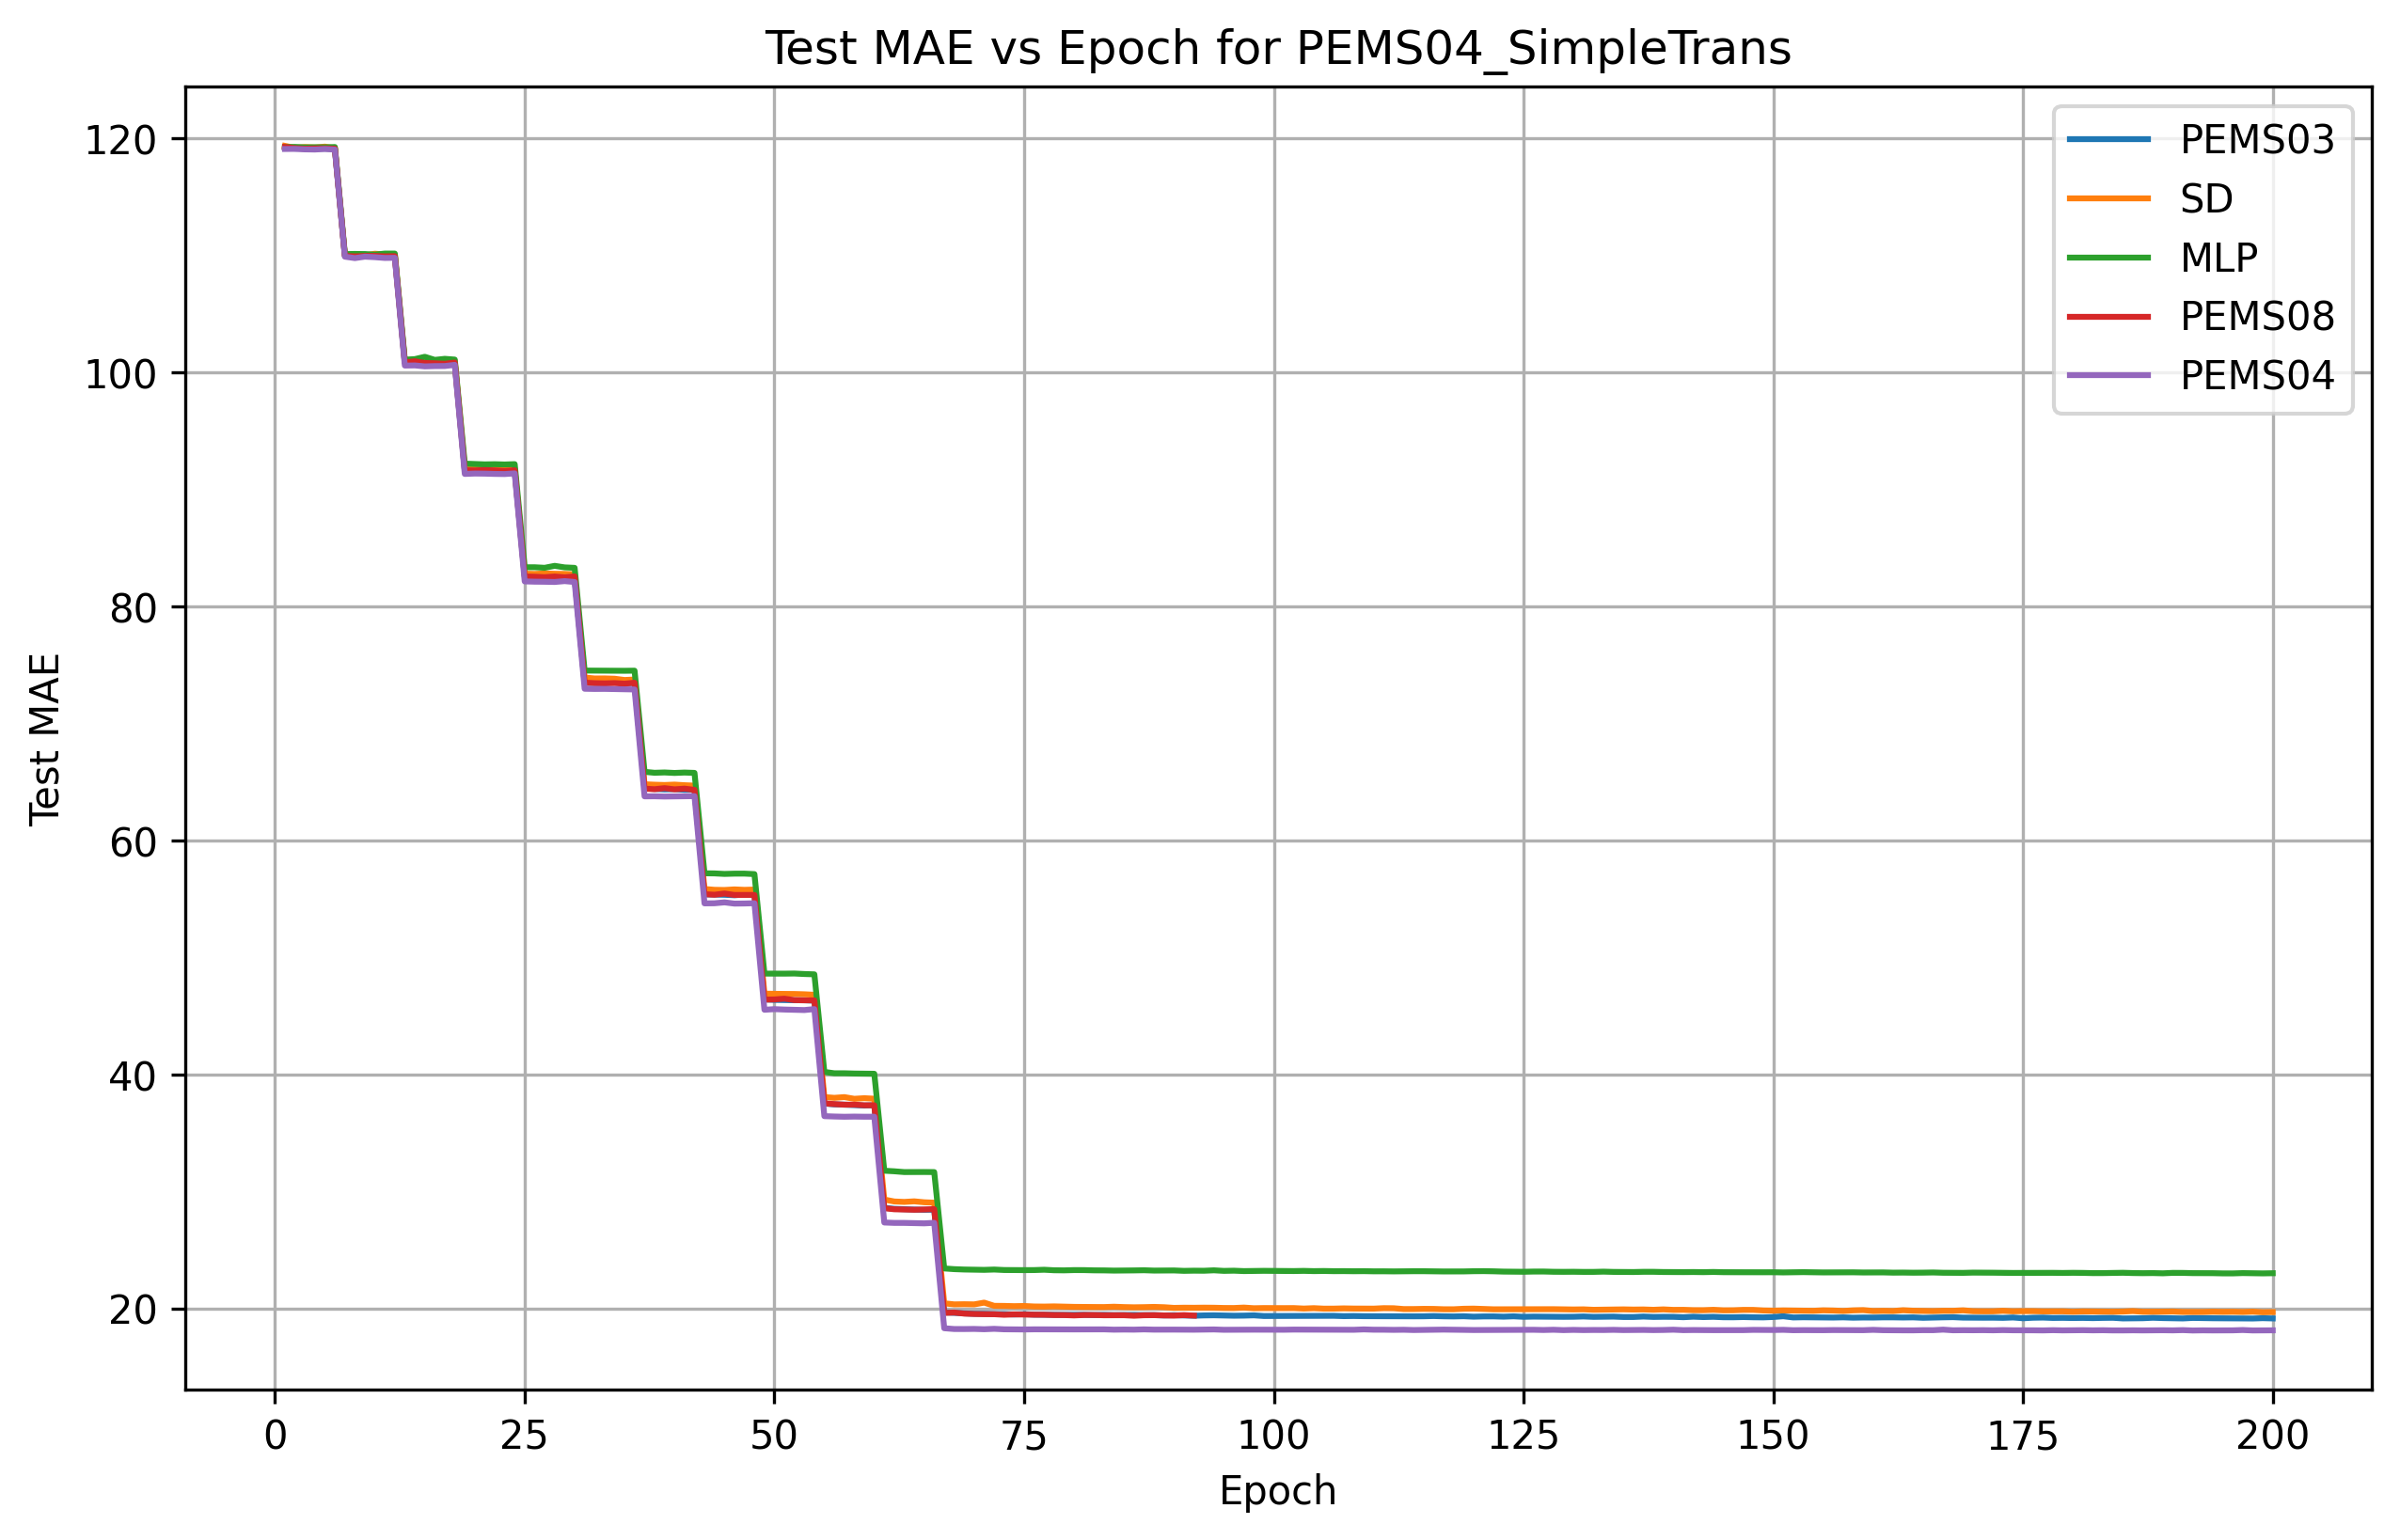 Test MAE vs Epoch for PEMS04_SimpleTrans
PEMS03
SD
MLP
PEMS08
PEMS04
Test MAE
120
100
80
60
40
20
0 25 50 75 100 125 150 175 200
Epoch